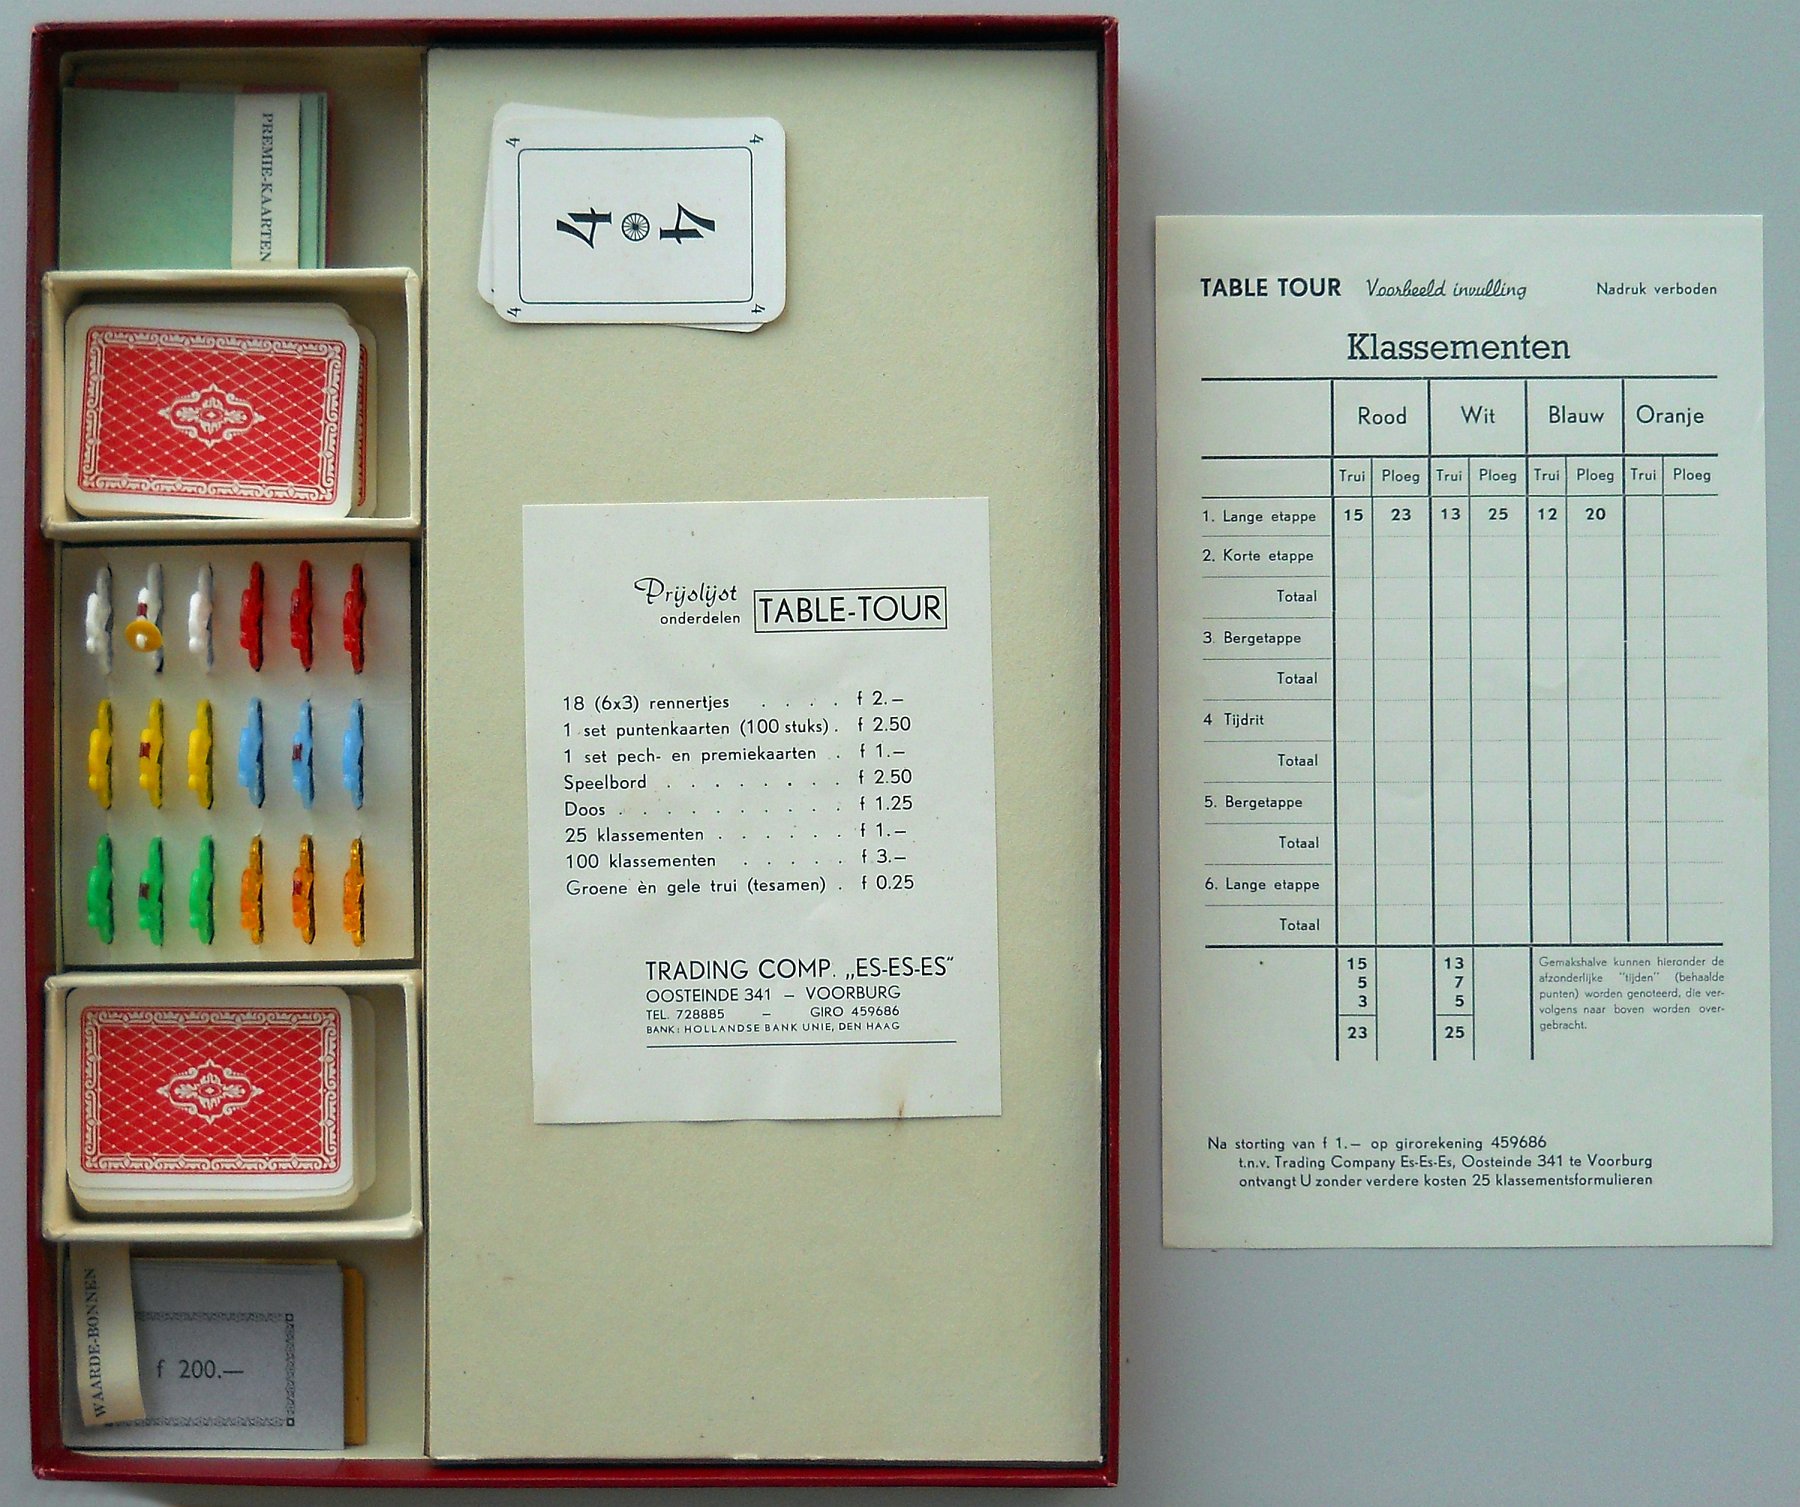 PREMIE-KAARTEN
4 4
4 4
4 4
WAARDE-BONNEN
f 200.—
Prijslijst
onderdelen TABLE-TOUR
18 (6x3) rennertjes . . . . f 2.—
1 set puntenkaarten (100 stuks) . f 2.50
1 set pech- en premiekaarten . f 1.—
Speelbord . . . . . . . . f 2.50
Doos . . . . . . . . . . f 1.25
25 klassementen . . . . . . f 1.—
100 klassementen . . . . . f 3.—
Groene èn gele trui (tesamen) . f 0.25
TRADING COMP. „ES-ES-ES”
OOSTEINDE 341 — VOORBURG
TEL. 728885 — GIRO 459686
BANK: HOLLANDSE BANK UNIE, DEN HAAG
TABLE TOUR Voorbeeld invulling Nadruk verboden
Klassementen
Rood Wit Blauw Oranje
Trui Ploeg Trui Ploeg Trui Ploeg Trui Ploeg
1. Lange etappe 15 23 13 25 12 20
2. Korte etappe
Totaal
3. Bergetappe
Totaal
4 Tijdrit
Totaal
5. Bergetappe
Totaal
6. Lange etappe
Totaal
15 13
5 7
3 5
23 25
Gemakshalve kunnen hieronder de
afzonderlijke "tijden" (behaalde
punten) worden genoteerd, die ver-
volgens naar boven worden over-
gebracht.
Na storting van f 1.— op girorekening 459686
t.n.v. Trading Company Es-Es-Es, Oosteinde 341 te Voorburg
ontvangt U zonder verdere kosten 25 klassementsformulieren